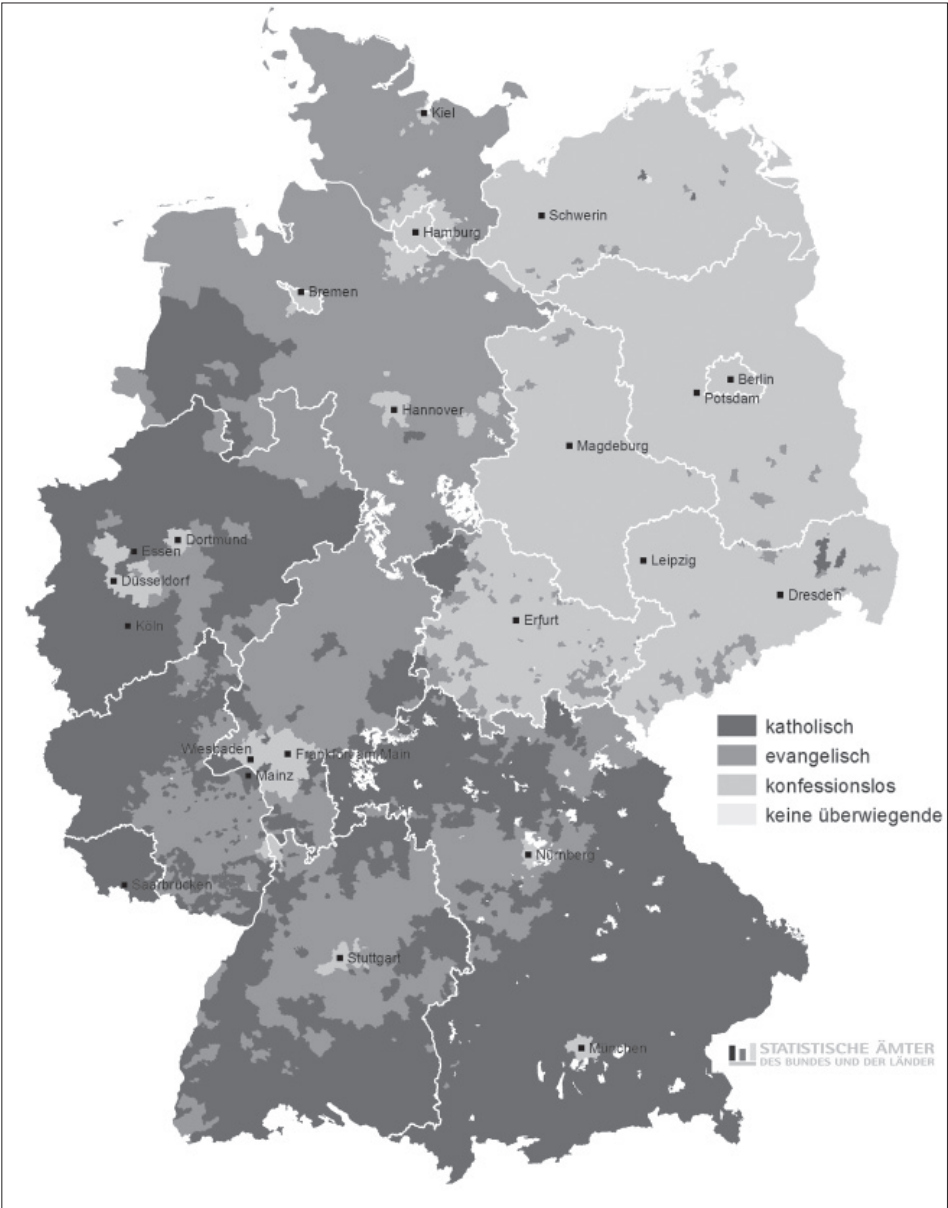 Kiel
Schwerin
Hamburg
Bremen
Berlin
Potsdam
Hannover
Magdeburg
Dortmund
Essen
Leipzig
Düsseldorf
Dresden
Erfurt
Köln
katholisch
evangelisch
konfessionslos
keine überwiegende
Wiesbaden
Frankfurt am Main
Mainz
Nürnberg
Saarbrücken
Stuttgart
München
STATISTISCHE ÄMTER
DES BUNDES UND DER LÄNDER